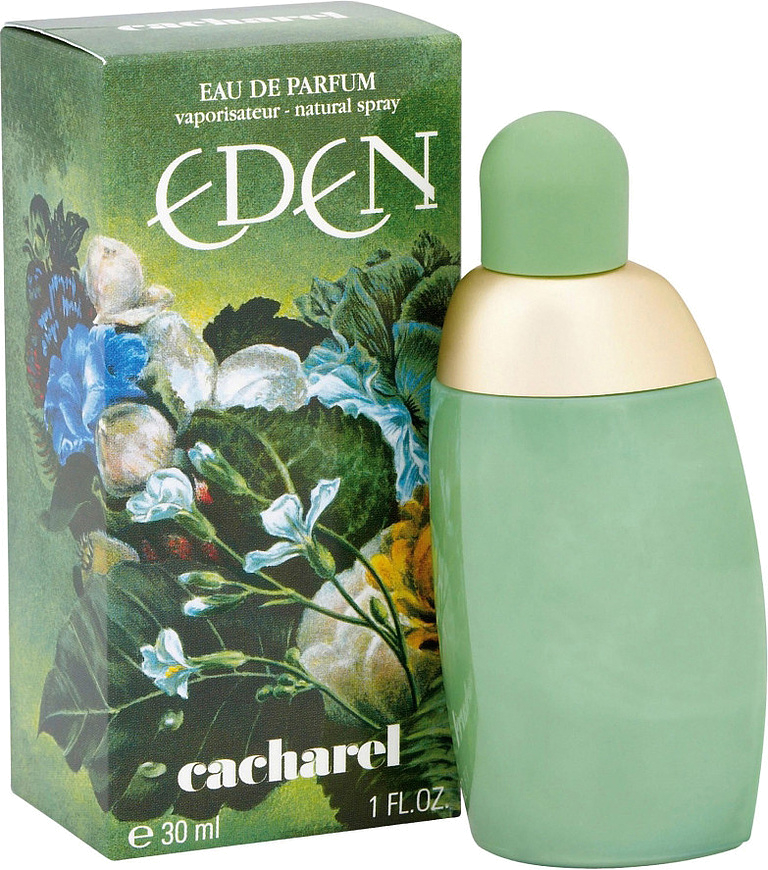 cacharel
EAU DE PARFUM
vaporisateur - natural spray
EDEN
cacharel
℮ 30 ml
1 FL.OZ.